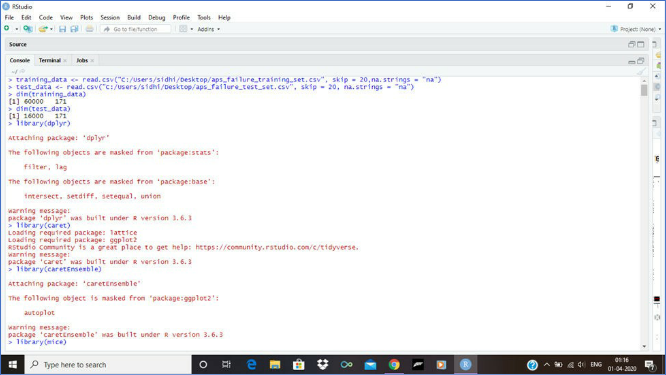 RStudio
File Edit Code View Plots Session Build Debug Profile Tools Help
Go to file/function
Addins
Project: (None)
Source
Console Terminal Jobs
~/
> training_data <- read.csv("C:/Users/sidhi/Desktop/aps_failure_training_set.csv", skip = 20,na.strings = "na")
> test_data <- read.csv("C:/Users/sidhi/Desktop/aps_failure_test_set.csv", skip = 20, na.strings = "na")
> dim(training_data)
[1] 60000 171
> dim(test_data)
[1] 16000 171
> library(dplyr)
Attaching package: 'dplyr'
The following objects are masked from 'package:stats':
filter, lag
The following objects are masked from 'package:base':
intersect, setdiff, setequal, union
Warning message:
package 'dplyr' was built under R version 3.6.3
> library(caret)
Loading required package: lattice
Loading required package: ggplot2
RStudio Community is a great place to get help: https://community.rstudio.com/c/tidyverse.
Warning message:
package 'caret' was built under R version 3.6.3
> library(caretEnsemble)
Attaching package: 'caretEnsemble'
The following object is masked from 'package:ggplot2':
autoplot
Warning message:
package 'caretEnsemble' was built under R version 3.6.3
> library(mice)
Type here to search
ENG
01:16
01-04-2020